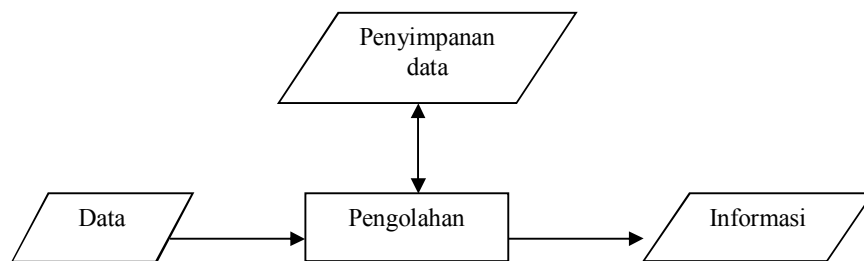 Penyimpanan
data
Data
Pengolahan
Informasi